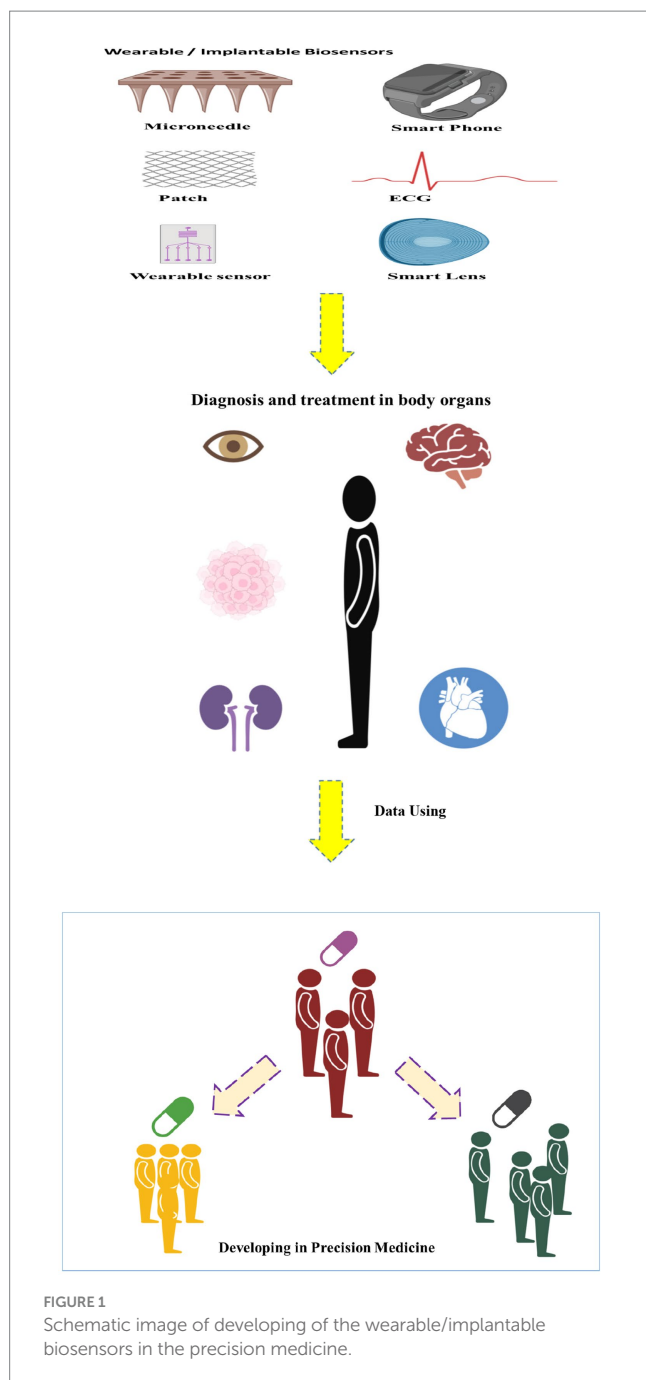 Wearable / Implantable Biosensors
Microneedle
Smart Phone
Patch
ECG
Wearable sensor
Smart Lens
Diagnosis and treatment in body organs
Data Using
Developing in Precision Medicine
FIGURE 1
Schematic image of developing of the wearable/implantable
biosensors in the precision medicine.